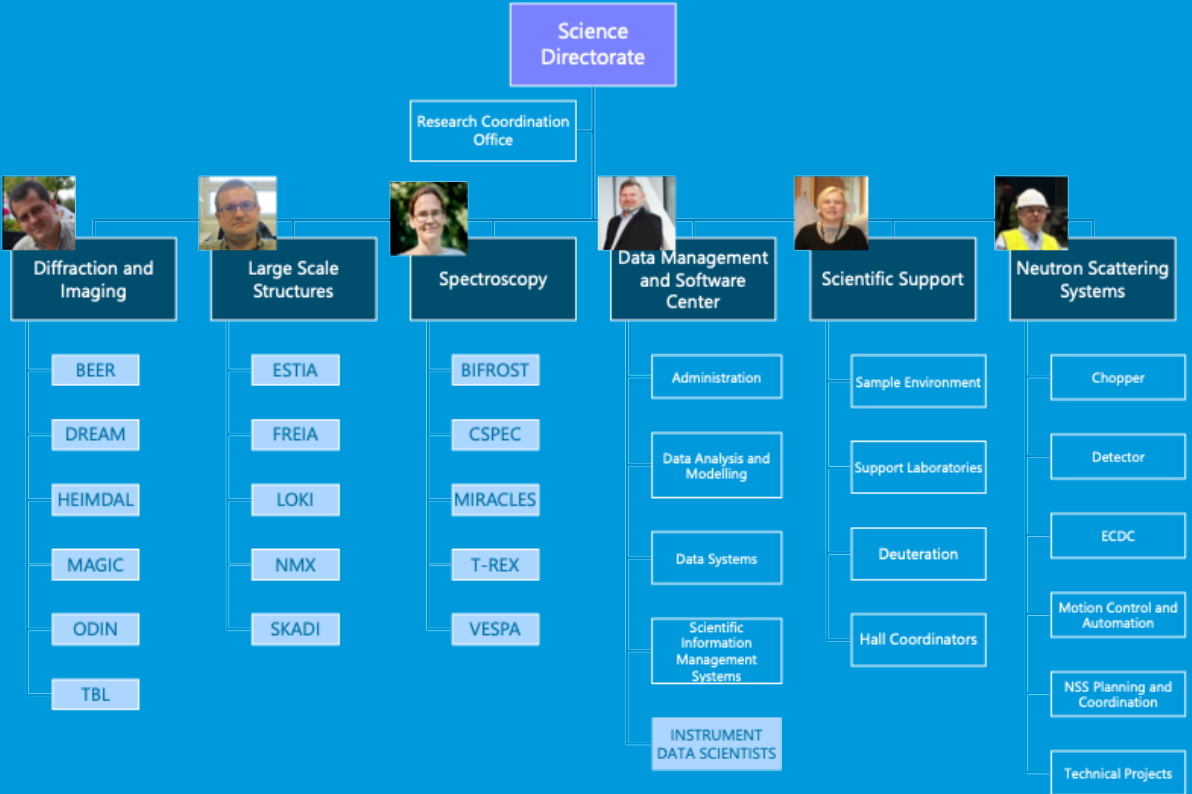 Science
Directorate
Research Coordination
Office
Diffraction and
Imaging
BEER
DREAM
HEIMDAL
MAGIC
ODIN
TBL
Large Scale
Structures
ESTIA
FREIA
LOKI
NMX
SKADI
Spectroscopy
BIFROST
CSPEC
MIRACLES
T-REX
VESPA
Data Management
and Software
Center
Administration
Data Analysis and
Modelling
Data Systems
Scientific
Information
Management
Systems
INSTRUMENT
DATA SCIENTISTS
Scientific Support
Sample Environment
Support Laboratories
Deuteration
Hall Coordinators
Neutron Scattering
Systems
Chopper
Detector
ECDC
Motion Control and
Automation
NSS Planning and
Coordination
Technical Projects